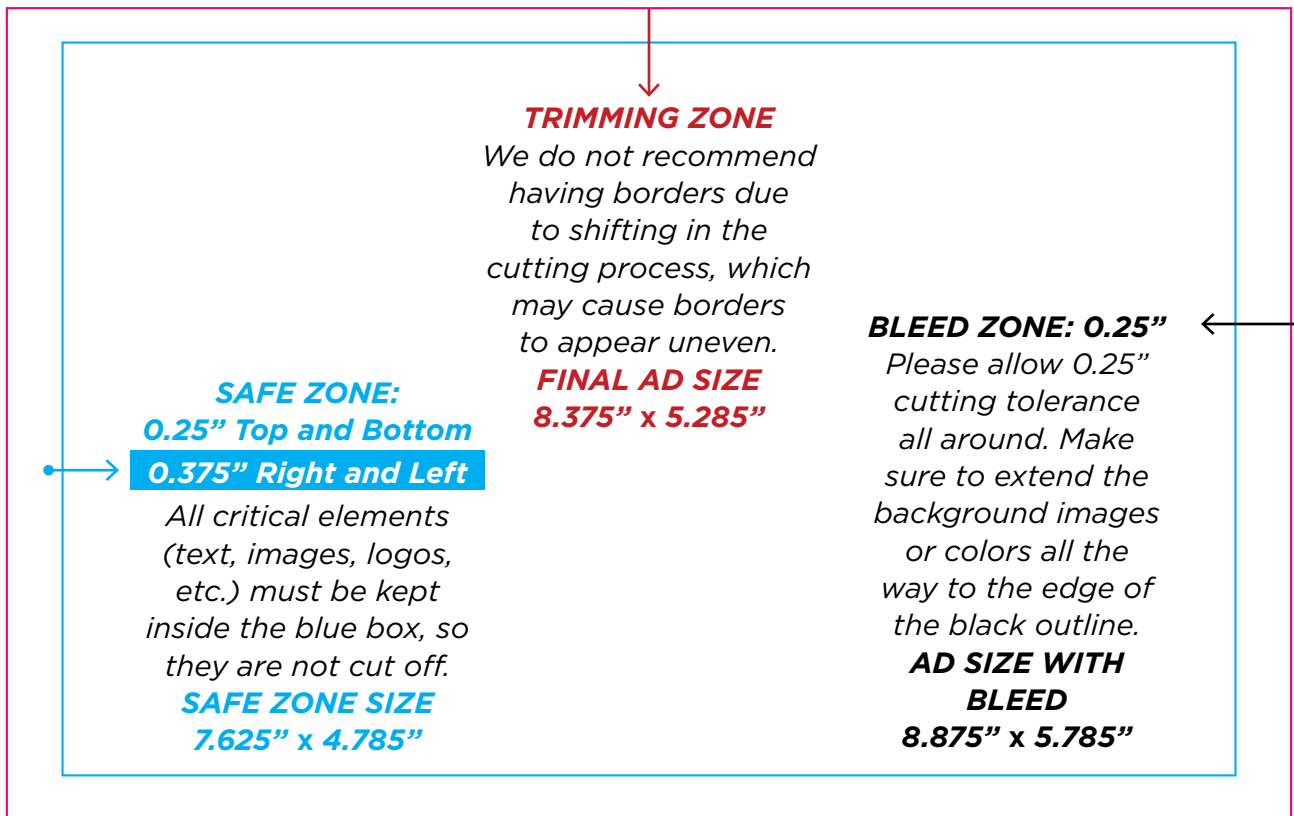 TRIMMING ZONE
We do not recommend
having borders due
to shifting in the
cutting process, which
may cause borders
to appear uneven.
FINAL AD SIZE
8.375” x 5.285”
SAFE ZONE:
0.25” Top and Bottom
0.375” Right and Left
All critical elements
(text, images, logos,
etc.) must be kept
inside the blue box, so
they are not cut off.
SAFE ZONE SIZE
7.625” x 4.785”
BLEED ZONE: 0.25”
Please allow 0.25”
cutting tolerance
all around. Make
sure to extend the
background images
or colors all the
way to the edge of
the black outline.
AD SIZE WITH
BLEED
8.875” x 5.785”